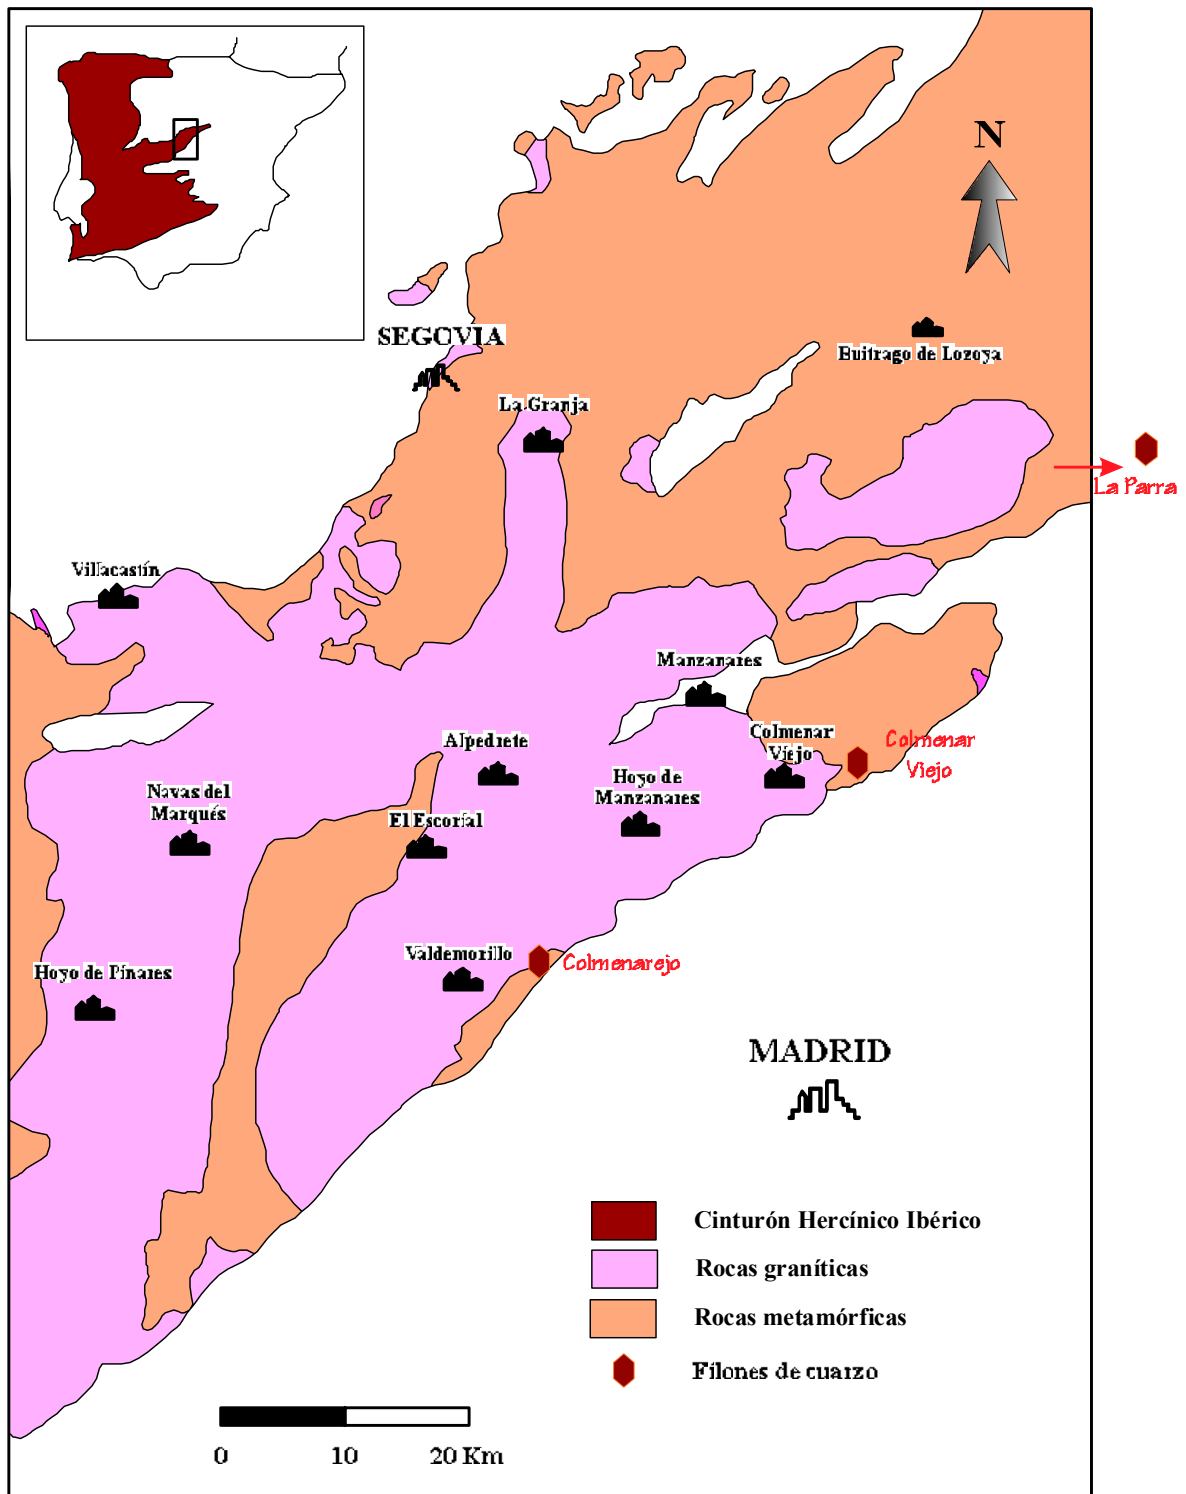 N
SEGOVIA
Buitrago de Lozoya
La Granja
La Parra
Villacastín
Manzanares
Colmenar
Viejo
Colmenar
Viejo
Alpedrete
Hoyo de
Manzanares
Navas del
Marqués
El Escorial
Valdemorillo
Colmenarejo
Hoyo de Pinares
MADRID
Cinturón Hercínico Ibérico
Rocas graníticas
Rocas metamórficas
Filones de cuarzo
0 10 20 Km